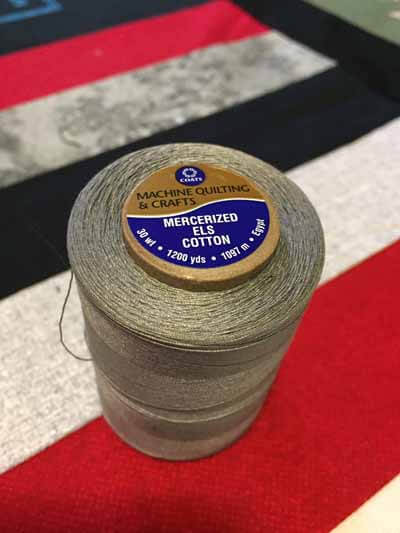 COATS
MACHINE QUILTING
& CRAFTS
MERCERIZED
ELS
COTTON
30 wt • 1200 yds • 1097 m • Egypt